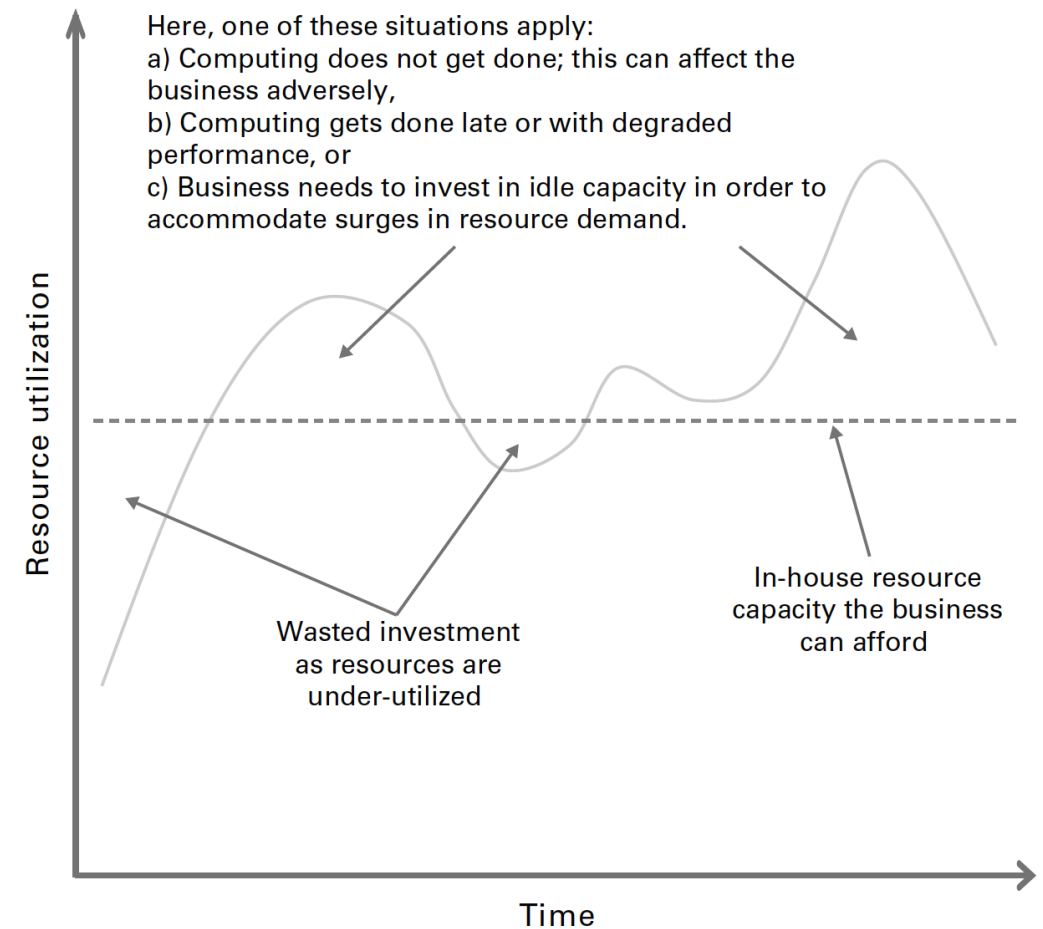 Here, one of these situations apply:
a) Computing does not get done; this can affect the
business adversely,
b) Computing gets done late or with degraded
performance, or
c) Business needs to invest in idle capacity in order to
accommodate surges in resource demand.
Resource utilization
In-house resource
capacity the business
can afford
Wasted investment
as resources are
under-utilized
Time